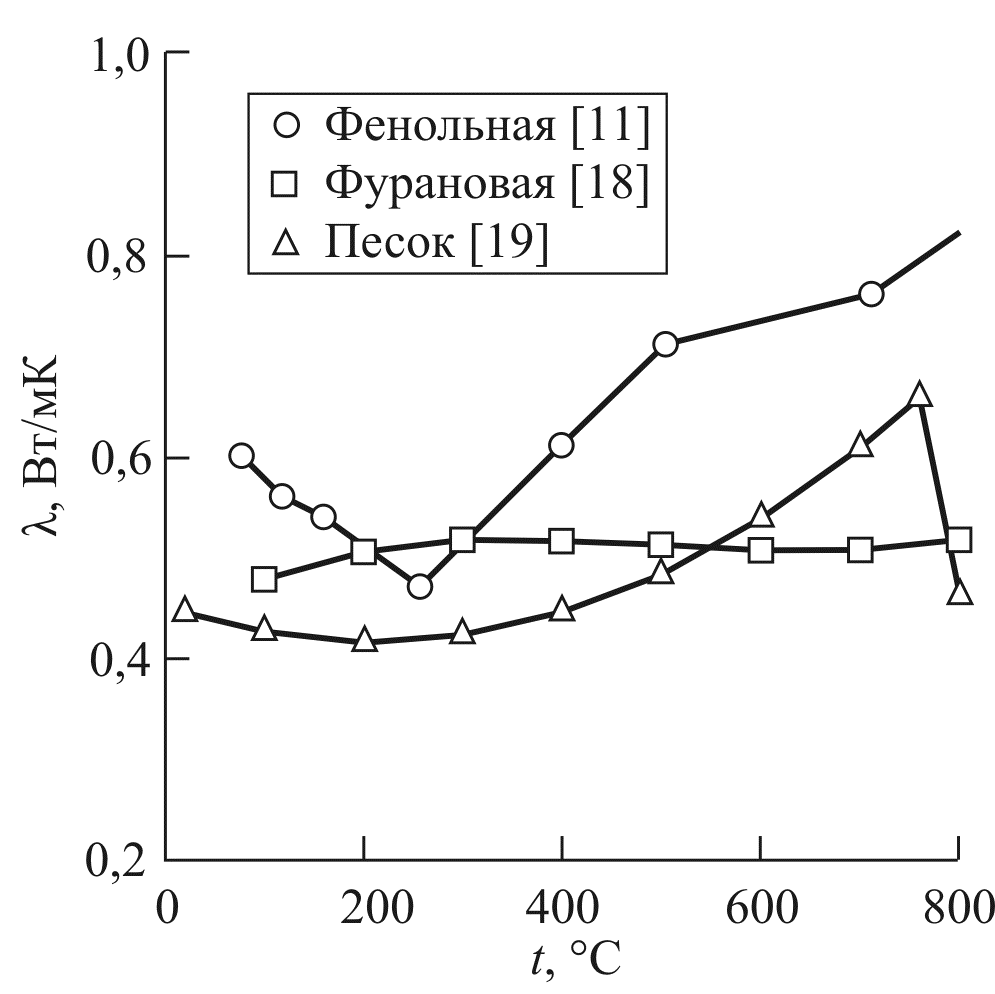 1,0
Фенольная [11]
Фурановая [18]
Песок [19]
0,8
λ, Вт/мК
0,6
0,4
0,2
0 200 400 600 800
t, °C